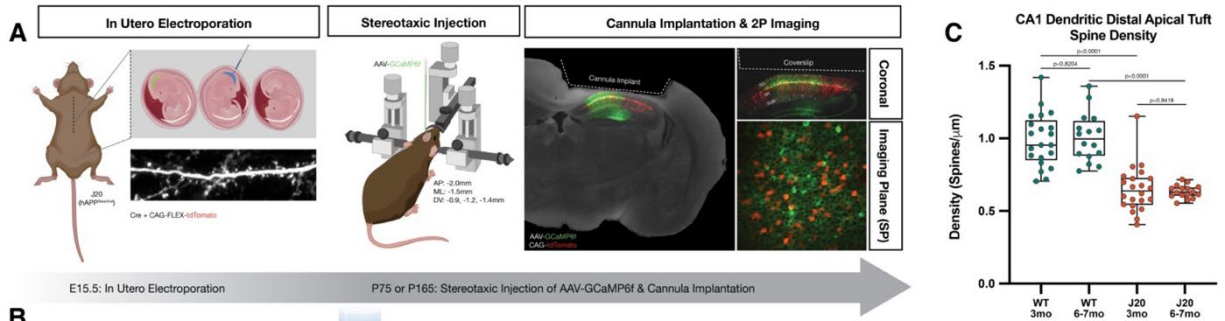 A
In Utero Electroporation
Stereotaxic Injection
Cannula Implantation & 2P Imaging
J20
Cre + CAG-FLEX-tdTomato
AAV-GCaMP6f
AP: -2.0mm
ML: -1.5mm
DV: -0.9, -1.2, -1.4mm
Cannula Implant
AAV-GCaMP6f
CAG-tdTomato
Coverslip
Coronal
Imaging Plane (SP)
E15.5: In Utero Electroporation
P75 or P165: Stereotaxic Injection of AAV-GCaMP6f & Cannula Implantation
B
C
CA1 Dendritic Distal Apical Tuft
Spine Density
p<0.0001
p=0.8204
p<0.0001
p=0.9418
Density (Spines/μm)
1.5
1.0
0.5
0.0
WT
3mo
WT
6-7mo
J20
3mo
J20
6-7mo